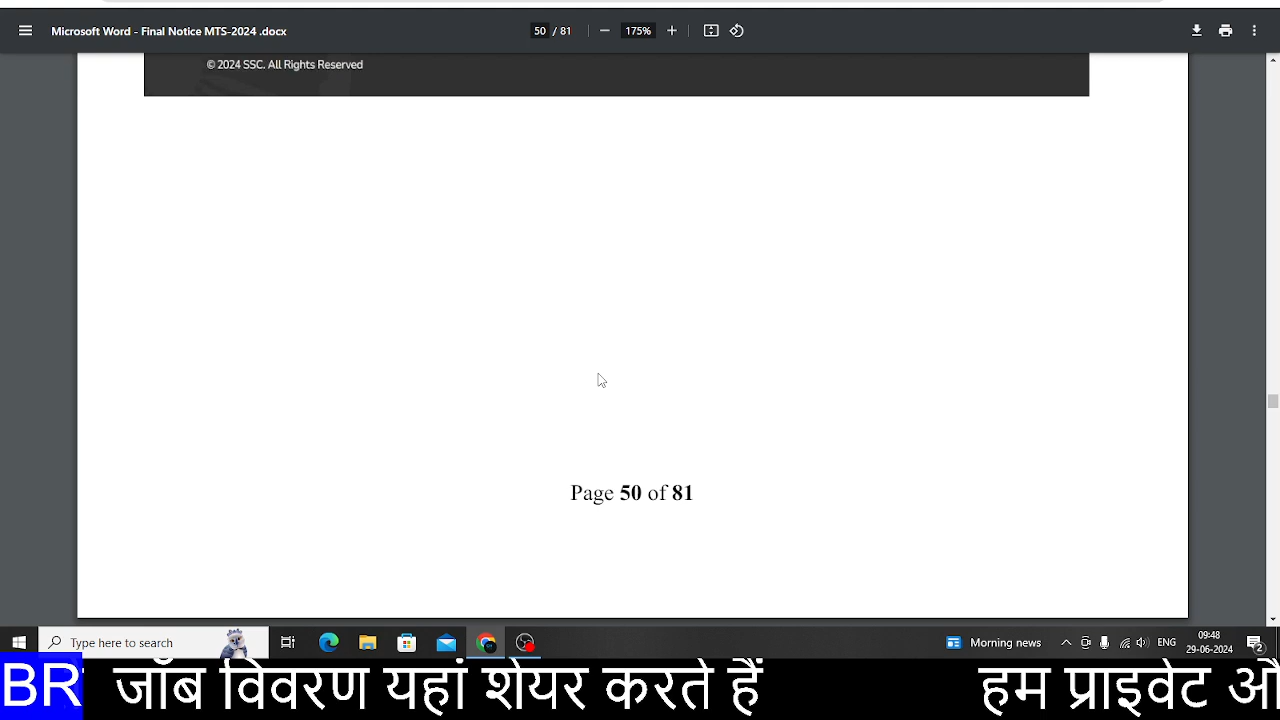 Microsoft Word - Final Notice MTS-2024 .docx
50 / 81
175%
© 2024 SSC. All Rights Reserved
Page 50 of 81
Type here to search
Morning news
ENG
09:48
29-06-2024
2
BR
जॉब विवरण यहां शेयर करते हैं
हम प्राइवेट औ